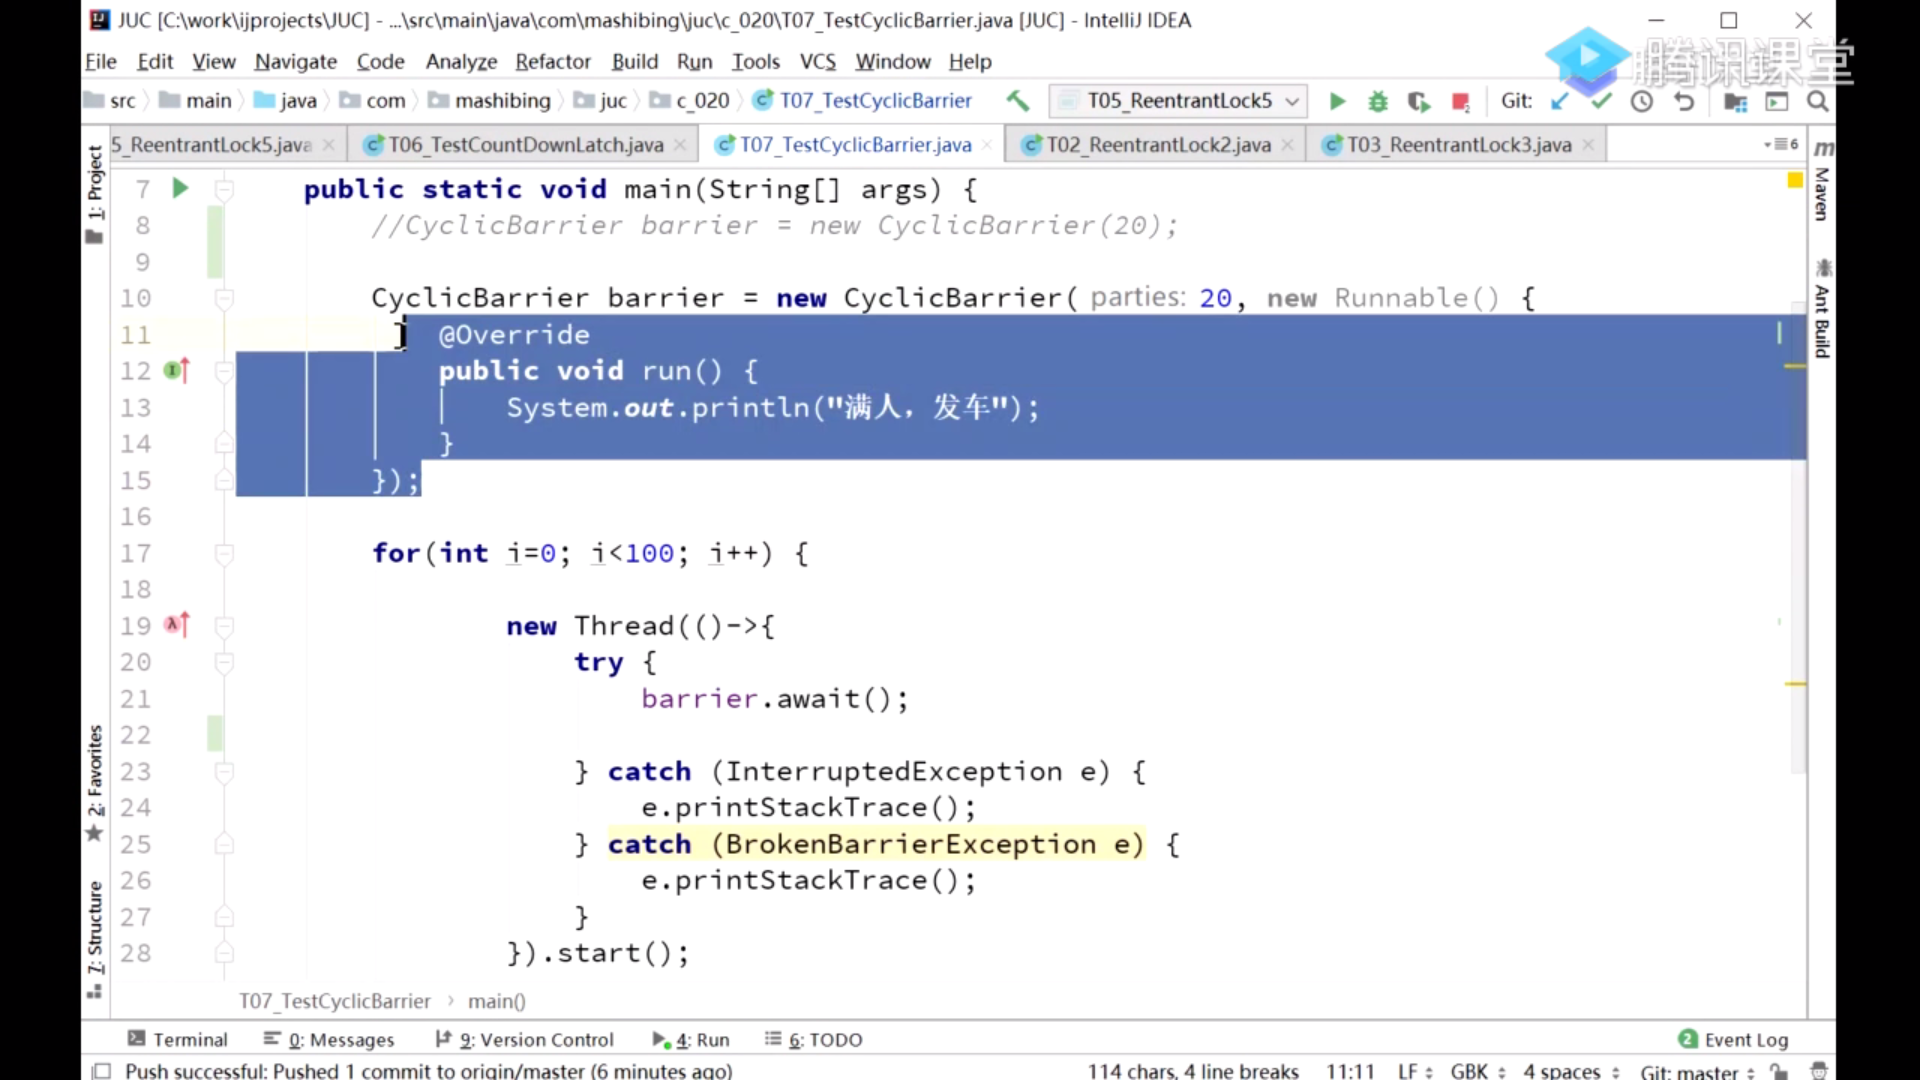 JUC [C:\work\ijprojects\JUC] - ...\src\main\java\com\mashibing\juc\c_020\T07_TestCyclicBarrier.java [JUC] - IntelliJ IDEA
腾讯课堂
File Edit View Navigate Code Analyze Refactor Build Run Tools VCS Window Help
src main java com mashibing juc c_020 T07_TestCyclicBarrier T05_ReentrantLock5 Git:
5_ReentrantLock5.java T06_TestCountDownLatch.java T07_TestCyclicBarrier.java T02_ReentrantLock2.java T03_ReentrantLock3.java 6
1: Project
2: Favorites
7: Structure
Maven
Ant Build
7 public static void main(String[] args) {
8 //CyclicBarrier barrier = new CyclicBarrier(20);
9
10 CyclicBarrier barrier = new CyclicBarrier( parties: 20, new Runnable() {
11 @Override
12 public void run() {
13 System.out.println("满人，发车");
14 }
15 });
16
17 for(int i=0; i<100; i++) {
18
19 new Thread(()->{
20 try {
21 barrier.await();
22
23 } catch (InterruptedException e) {
24 e.printStackTrace();
25 } catch (BrokenBarrierException e) {
26 e.printStackTrace();
27 }
28 }).start();
T07_TestCyclicBarrier › main()
Terminal 0: Messages 9: Version Control 4: Run 6: TODO 2 Event Log
Push successful: Pushed 1 commit to origin/master (6 minutes ago) 114 chars, 4 line breaks 11:11 LF GBK 4 spaces Git: master